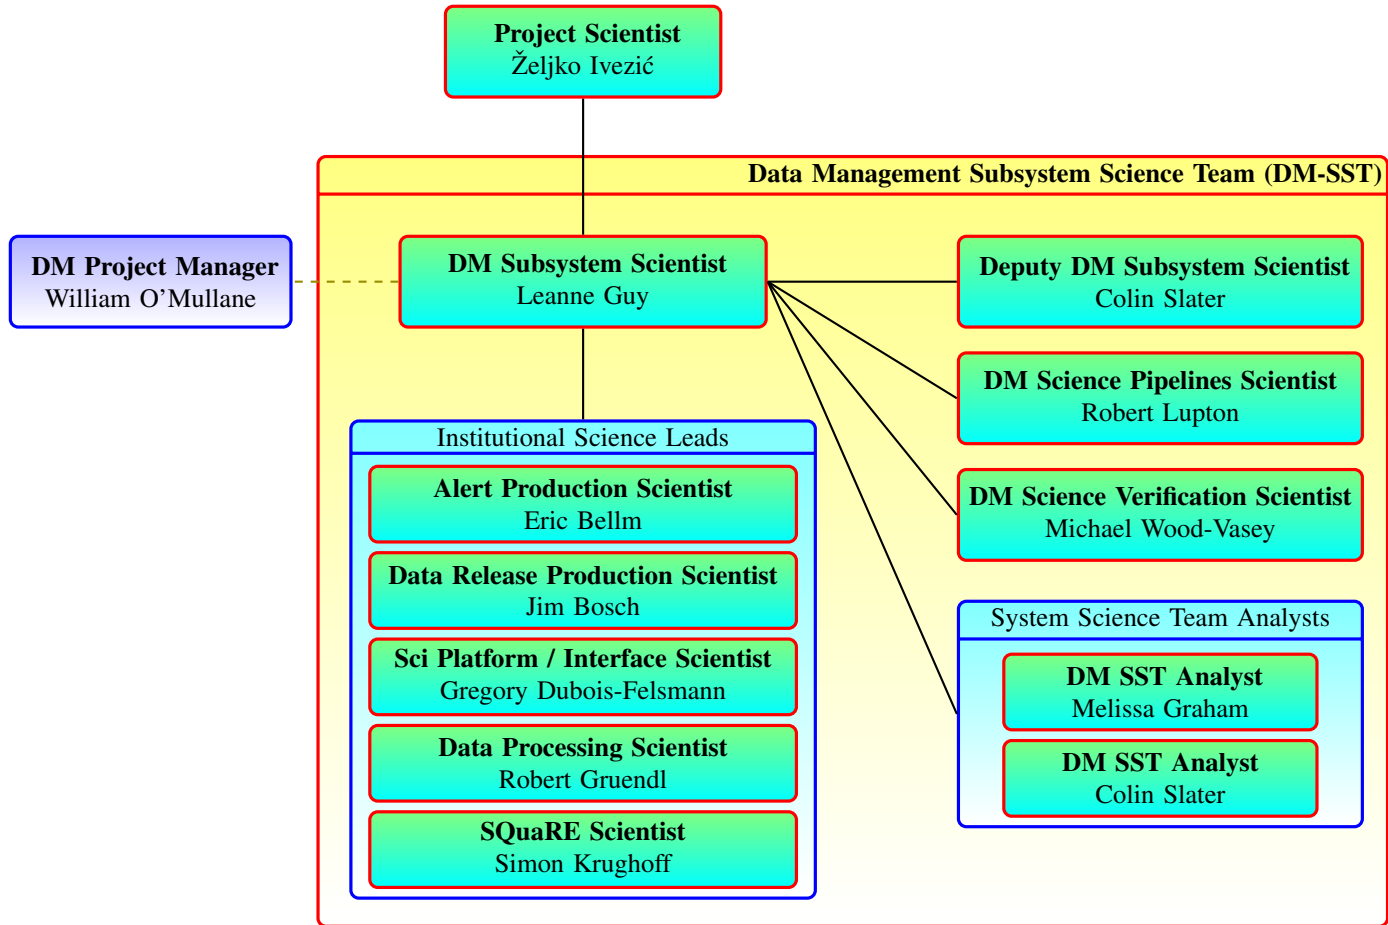 Project Scientist
Željko Ivezić
Data Management Subsystem Science Team (DM-SST)
DM Project Manager
William O’Mullane
DM Subsystem Scientist
Leanne Guy
Deputy DM Subsystem Scientist
Colin Slater
DM Science Pipelines Scientist
Robert Lupton
DM Science Verification Scientist
Michael Wood-Vasey
Institutional Science Leads
Alert Production Scientist
Eric Bellm
Data Release Production Scientist
Jim Bosch
Sci Platform / Interface Scientist
Gregory Dubois-Felsmann
Data Processing Scientist
Robert Gruendl
SQuaRE Scientist
Simon Krughoff
System Science Team Analysts
DM SST Analyst
Melissa Graham
DM SST Analyst
Colin Slater